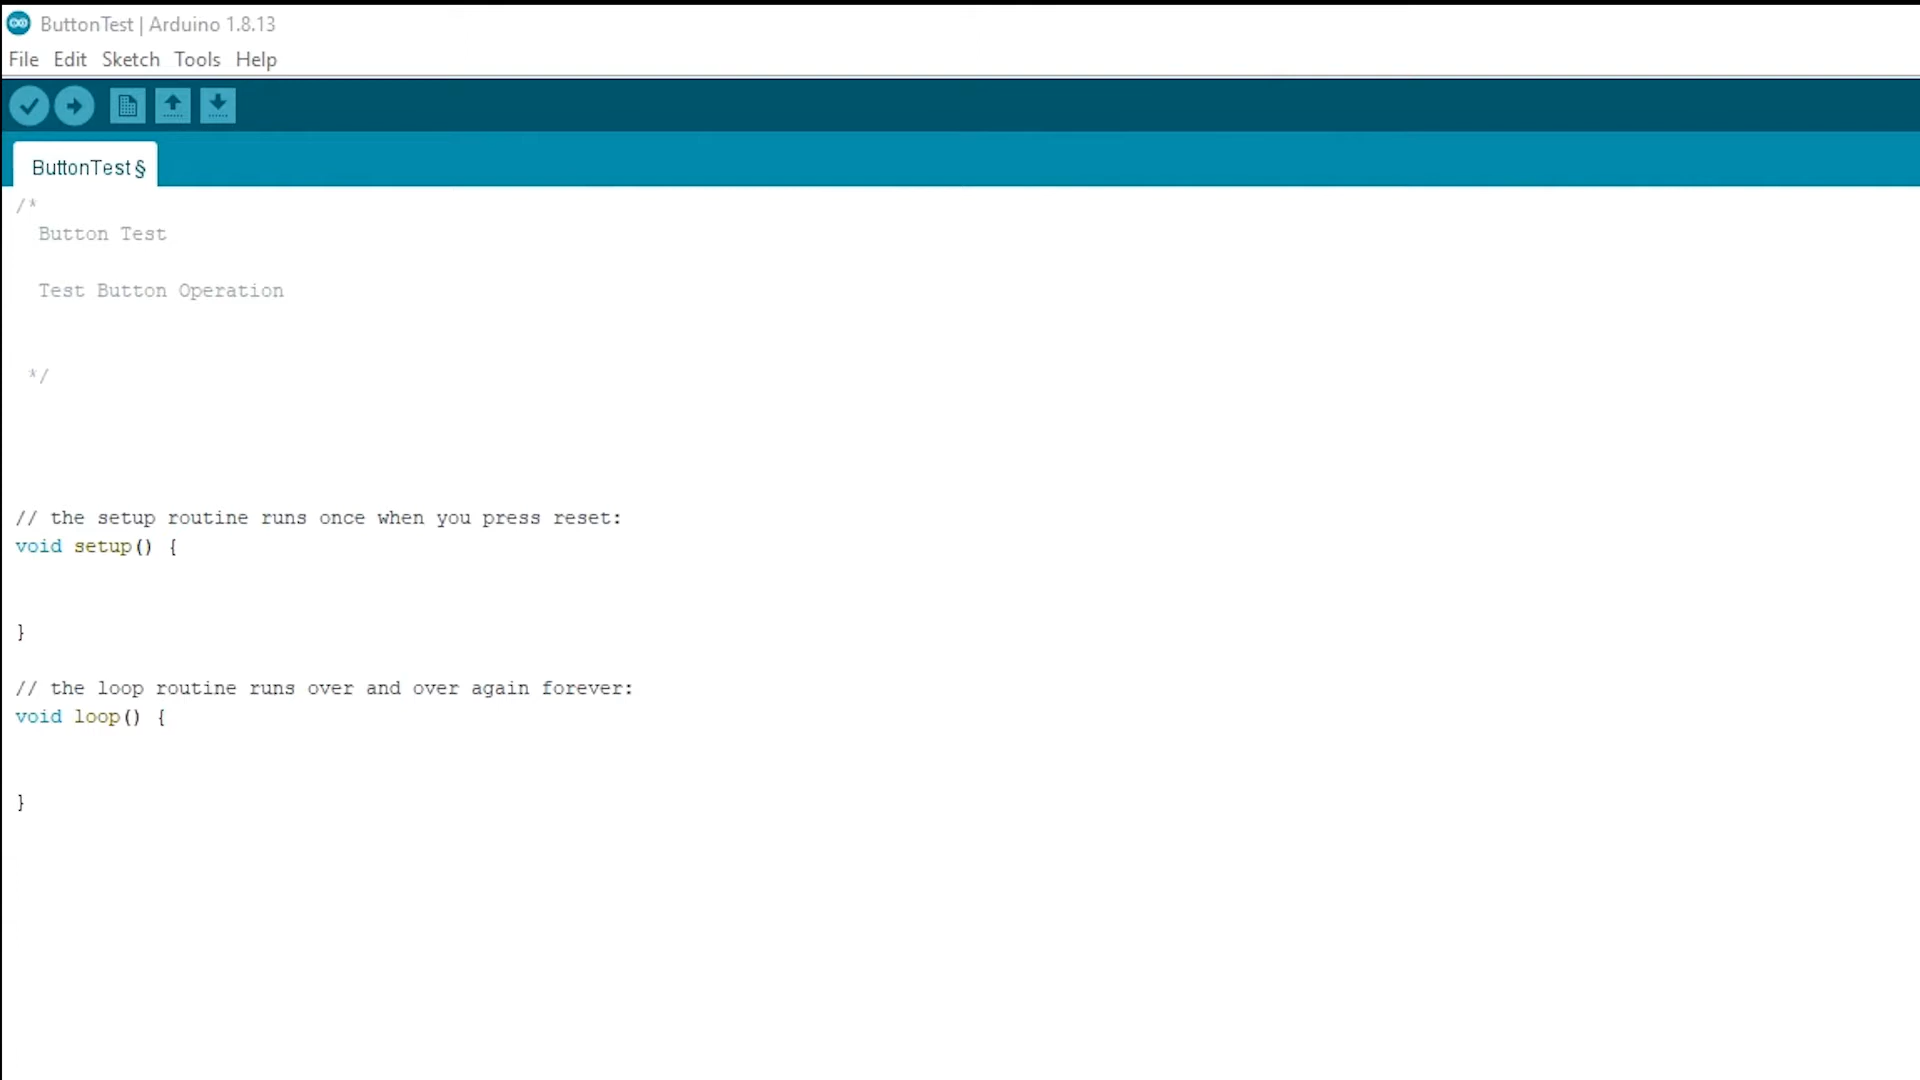 ButtonTest | Arduino 1.8.13
File Edit Sketch Tools Help
ButtonTest §
/*
Button Test
Test Button Operation
*/
// the setup routine runs once when you press reset:
void setup() {
}
// the loop routine runs over and over again forever:
void loop() {
}